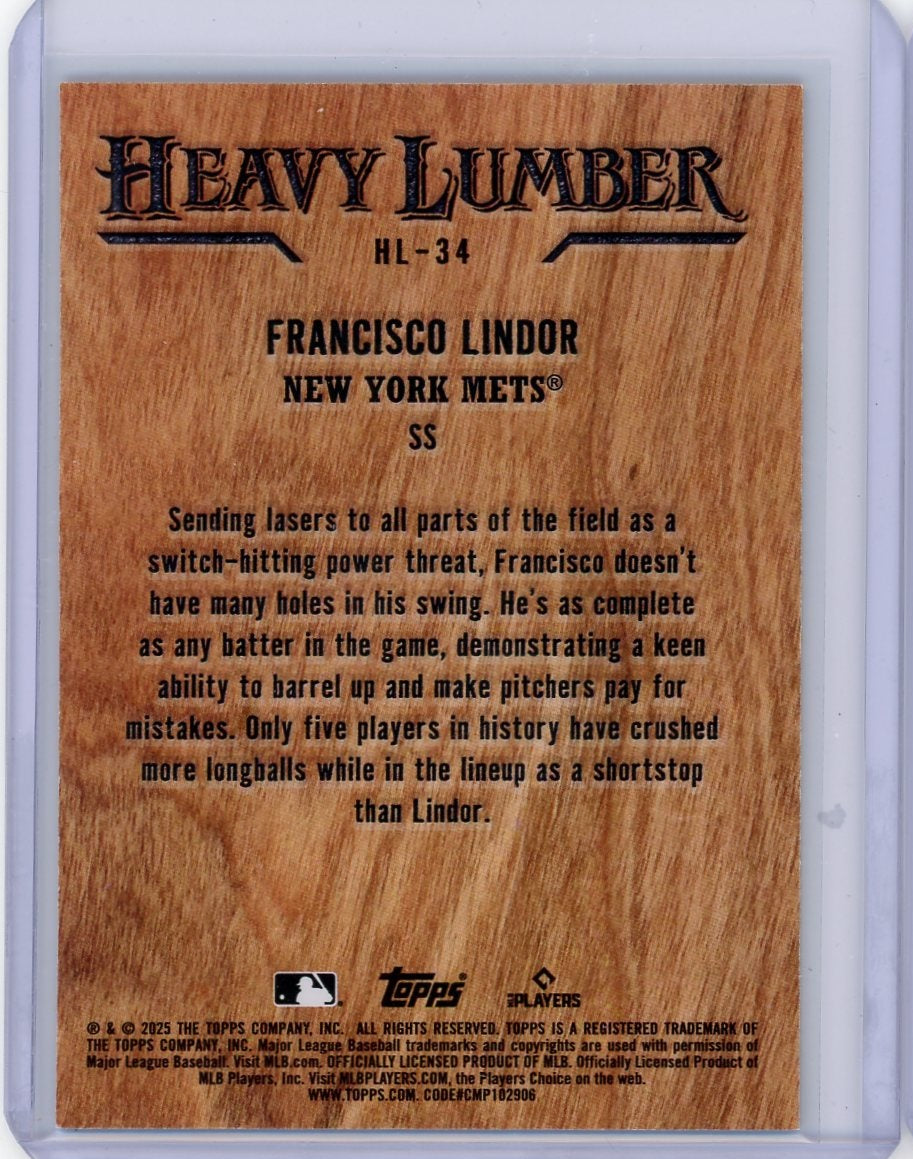 HEAVY LUMBER
HL-34
FRANCISCO LINDOR
NEW YORK METS®
SS
Sending lasers to all parts of the field as a
switch-hitting power threat, Francisco doesn't
have many holes in his swing. He's as complete
as any batter in the game, demonstrating a keen
ability to barrel up and make pitchers pay for
mistakes. Only five players in history have crushed
more longballs while in the lineup as a shortstop
than Lindor.
Topps® PLAYERS
® & © 2025 THE TOPPS COMPANY, INC. ALL RIGHTS RESERVED. TOPPS IS A REGISTERED TRADEMARK OF
THE TOPPS COMPANY, INC. Major League Baseball trademarks and copyrights are used with permission of
Major League Baseball. Visit MLB.com. OFFICIALLY LICENSED PRODUCT OF MLB. Officially Licensed Product of
MLB Players, Inc. Visit MLBPLAYERS.COM, the Players Choice on the web.
WWW.TOPPS.COM. CODE#CMP102906